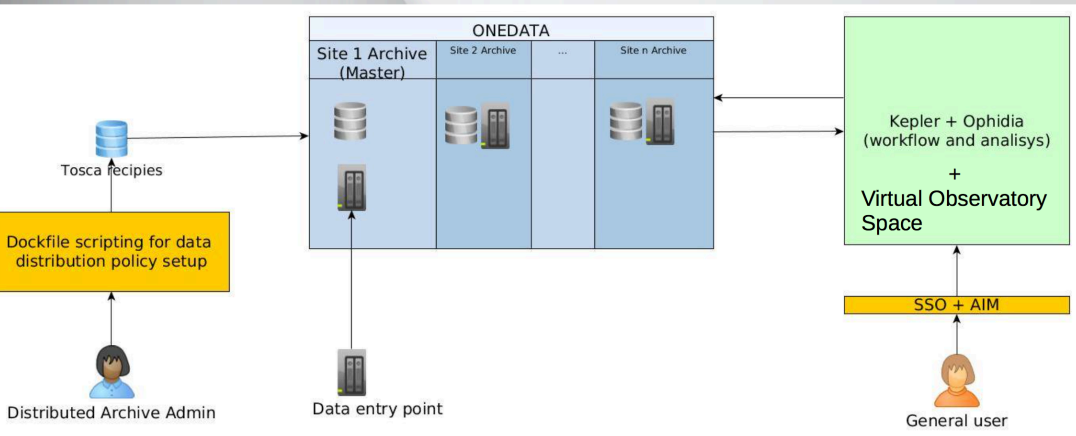 ONEDATA
Site 1 Archive
(Master)
Site 2 Archive
...
Site n Archive
Tosca recipies
Dockfile scripting for data
distribution policy setup
Distributed Archive Admin
Data entry point
Kepler + Ophidia
(workflow and analisys)
+
Virtual Observatory
Space
SSO + AIM
General user